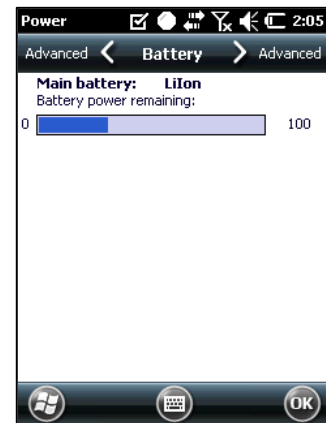 Power 2:05
Advanced Battery Advanced
Main battery: LiIon
Battery power remaining:
0 100
OK